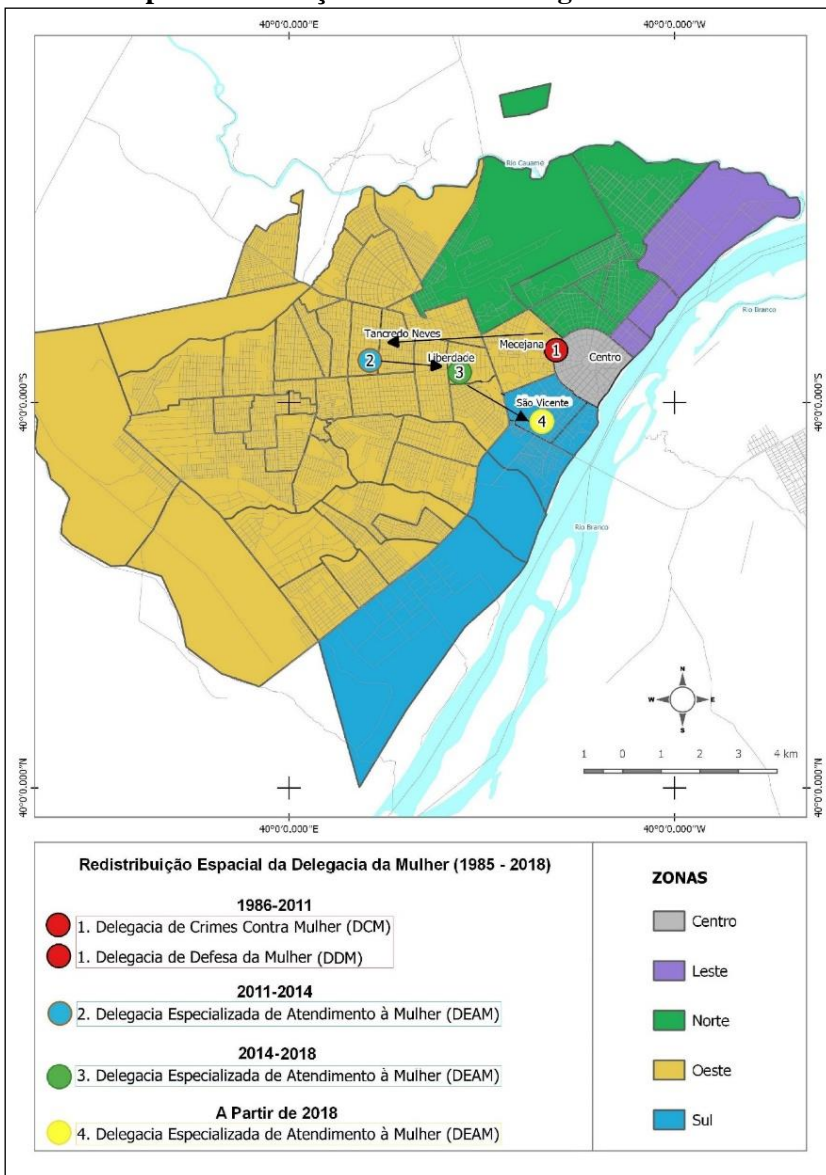 40°0'0.000"E
40°0'0.000"W
Rio Cauamé
Rio Branco
Tancredo Neves
Mecejana
1
Centro
2
Liberdade
3
40°0'0.000"S
40°0'0.000"S
São Vicente
4
Rio Branco
N
W
E
S
1 0 1 2 3 4 km
40°0'0.000"N
40°0'0.000"N
40°0'0.000"E
40°0'0.000"W
Redistribuição Espacial da Delegacia da Mulher (1985 - 2018)
1986-2011
1. Delegacia de Crimes Contra Mulher (DCM)
1. Delegacia de Defesa da Mulher (DDM)
2011-2014
2. Delegacia Especializada de Atendimento à Mulher (DEAM)
2014-2018
3. Delegacia Especializada de Atendimento à Mulher (DEAM)
A Partir de 2018
4. Delegacia Especializada de Atendimento à Mulher (DEAM)
ZONAS
Centro
Leste
Norte
Oeste
Sul